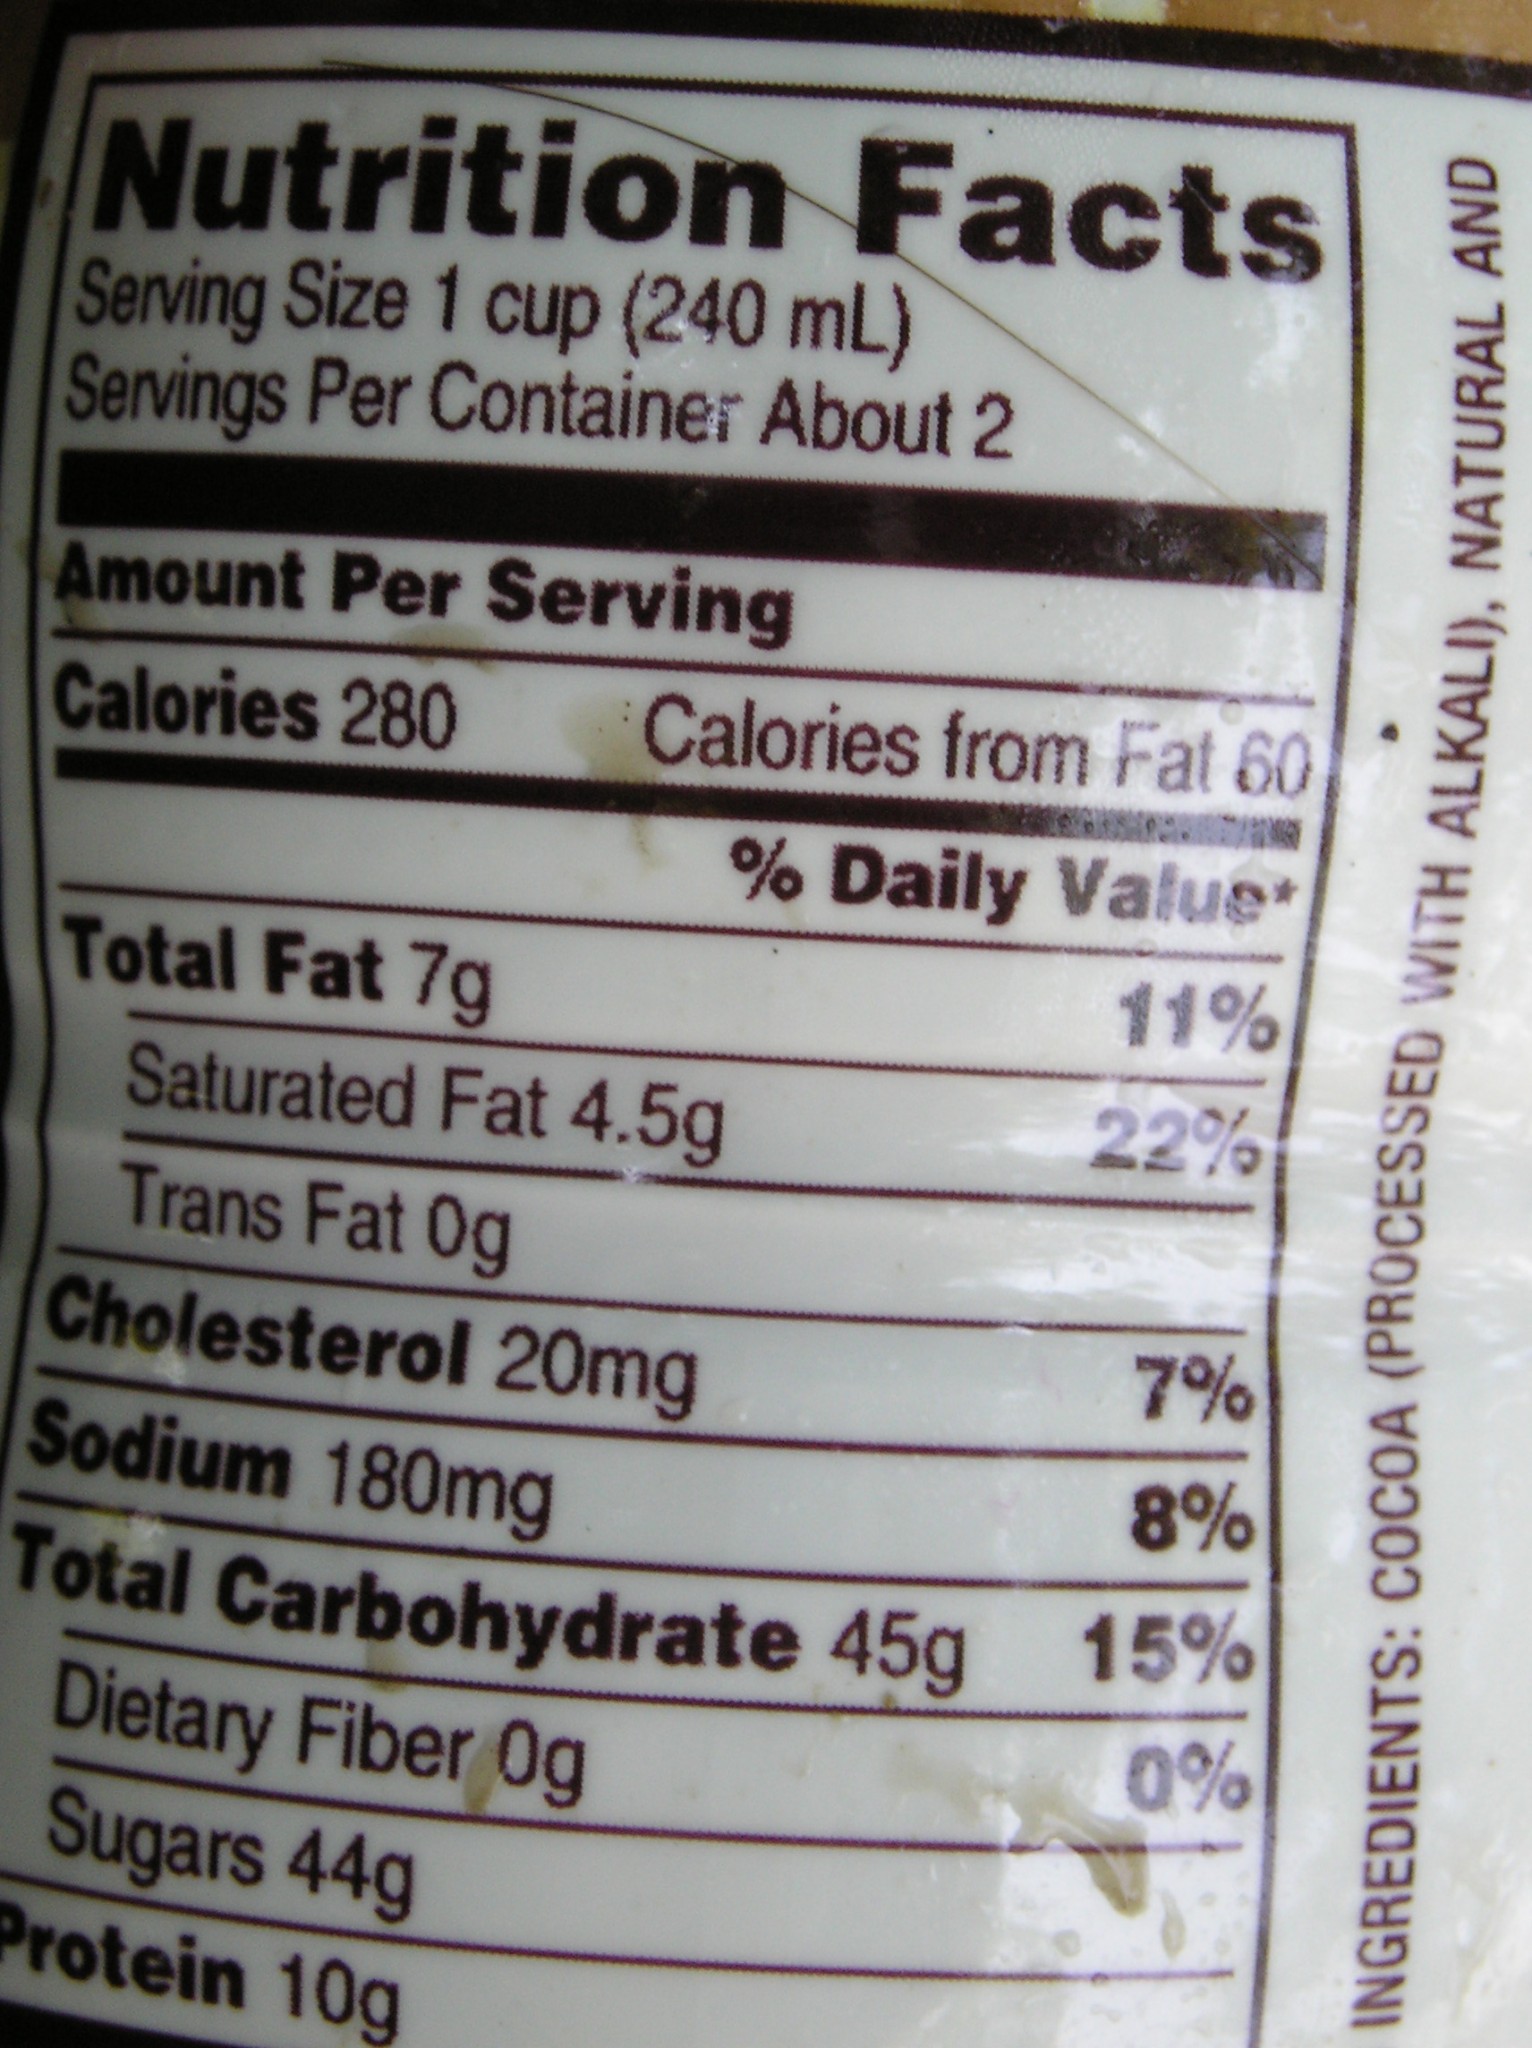 Nutrition Facts
Serving Size 1 cup (240 mL)
Servings Per Container About 2
Amount Per Serving
Calories 280 Calories from Fat 60
% Daily Value*
Total Fat 7g 11%
Saturated Fat 4.5g 22%
Trans Fat 0g
Cholesterol 20mg 7%
Sodium 180mg 8%
Total Carbohydrate 45g 15%
Dietary Fiber 0g 0%
Sugars 44g
Protein 10g
INGREDIENTS: COCOA (PROCESSED WITH ALKALI), NATURAL AND